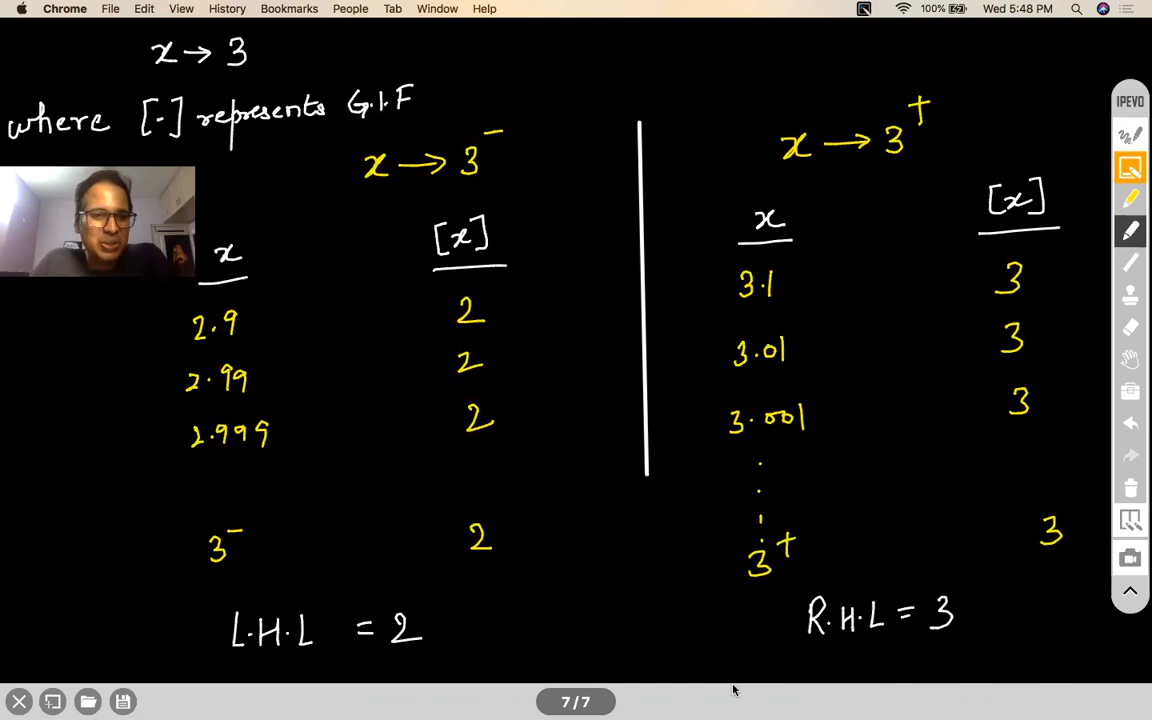 Chrome File Edit View History Bookmarks People Tab Window Help 100% Wed 5:48 PM
x → 3
where [·] represents G.I.F
x → 3⁻
x [x]
2.9 2
2.99 2
2.999 2
3⁻ 2
L.H.L = 2
x → 3⁺
x [x]
3.1 3
3.01 3
3.001 3
3⁺ 3
R.H.L = 3
IPEVO
7/7